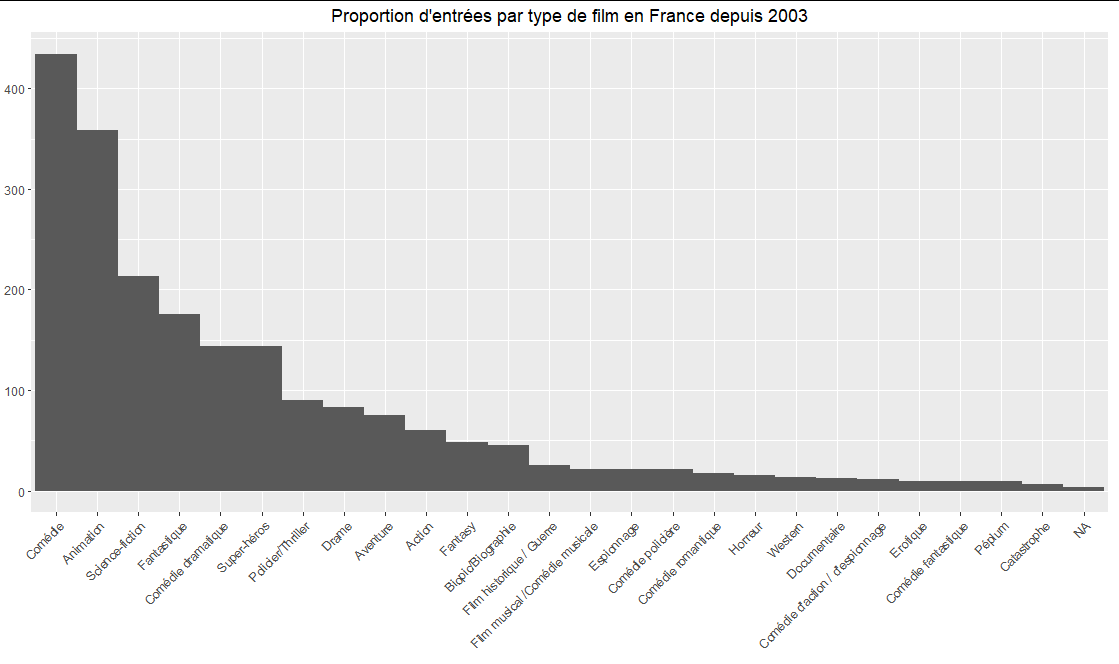 Proportion d'entrées par type de film en France depuis 2003
400
300
200
100
0
Comédie
Animation
Science-fiction
Fantastique
Comédie dramatique
Super-héros
Policier/Thriller
Drame
Aventure
Action
Fantasy
Biopic/Biographie
Film historique / Guerre
Film musical /Comédie musicale
Espionnage
Comédie policière
Comédie romantique
Horreur
Western
Documentaire
Comédie d'action / d'espionnage
Erotique
Comédie fantastique
Péplum
Catastrophe
NA